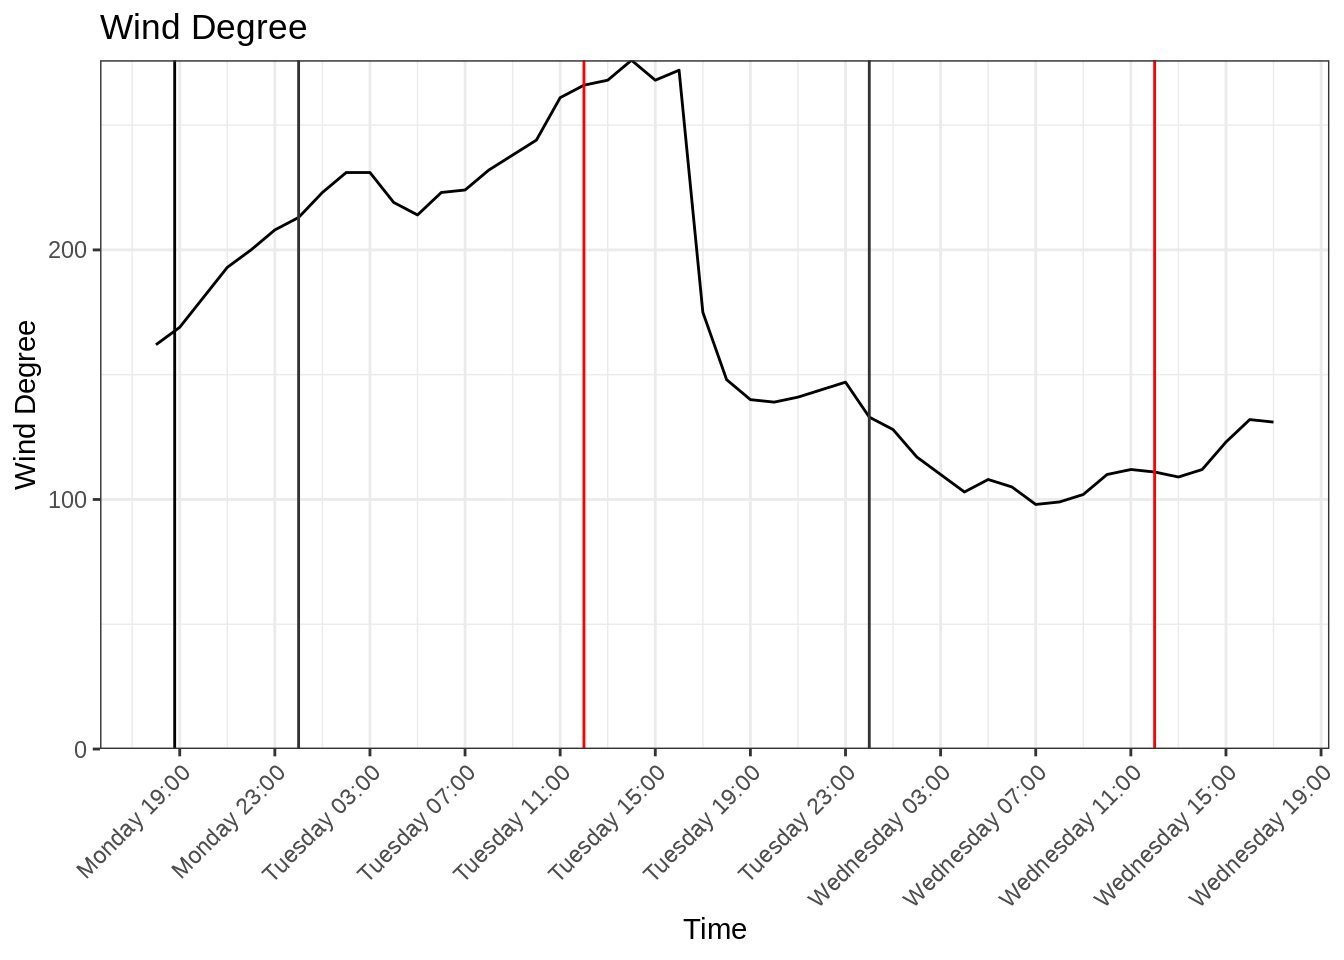 Wind Degree
Wind Degree
200
100
0
Monday 19:00
Monday 23:00
Tuesday 03:00
Tuesday 07:00
Tuesday 11:00
Tuesday 15:00
Tuesday 19:00
Tuesday 23:00
Wednesday 03:00
Wednesday 07:00
Wednesday 11:00
Wednesday 15:00
Wednesday 19:00
Time